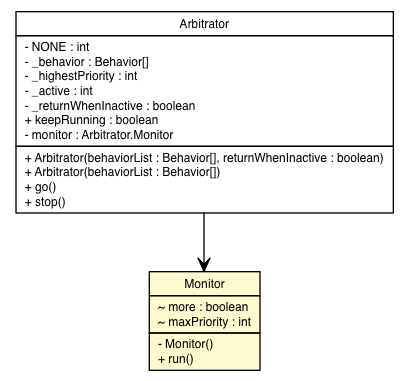 Arbitrator
- NONE : int
- _behavior : Behavior[]
- _highestPriority : int
- _active : int
- _returnWhenInactive : boolean
+ keepRunning : boolean
- monitor : Arbitrator.Monitor
+ Arbitrator(behaviorList : Behavior[], returnWhenInactive : boolean)
+ Arbitrator(behaviorList : Behavior[])
+ go()
+ stop()
Monitor
~ more : boolean
~ maxPriority : int
- Monitor()
+ run()